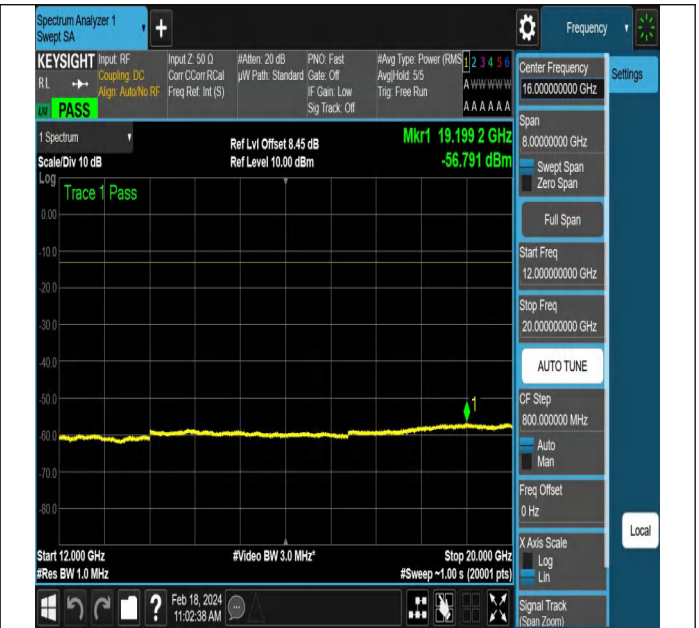 Spectrum Analyzer 1
Swept SA
+
Frequency
KEYSIGHT
RL
PASS
Input: RF
Coupling: DC
Align: Auto/No RF
Input Z: 50 Ω
Corr CCorr RCal
Freq Ref: Int (S)
#Atten: 20 dB
µW Path: Standard
PNO: Fast
Gate: Off
IF Gain: Low
Sig Track: Off
#Avg Type: Power (RMS
Avg|Hold: 5/5
Trig: Free Run
1 2 3 4 5 6
A W W W W W
A A A A A A
Center Frequency
16.000000000 GHz
Settings
Span
8.00000000 GHz
Swept Span
Zero Span
Full Span
Start Freq
12.000000000 GHz
Stop Freq
20.000000000 GHz
AUTO TUNE
CF Step
800.000000 MHz
Auto
Man
Freq Offset
0 Hz
X Axis Scale
Log
Lin
Signal Track
(Span Zoom)
Local
1 Spectrum
Scale/Div 10 dB
Ref Lvl Offset 8.45 dB
Ref Level 10.00 dBm
Mkr1 19.199 2 GHz
-56.791 dBm
Log
Trace 1 Pass
0.00
-10.0
-20.0
-30.0
-40.0
-50.0
-60.0
-70.0
-80.0
1
Start 12.000 GHz
#Video BW 3.0 MHz*
Stop 20.000 GHz
#Res BW 1.0 MHz
#Sweep ~1.00 s (20001 pts)
?
Feb 18, 2024
11:02:38 AM